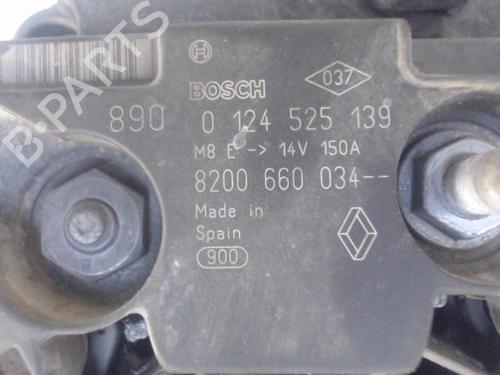 B-PARTS
BOSCH
037
890 0 124 525 139
M8 E -> 14V 150A
8200 660 034--
Made in
Spain
900